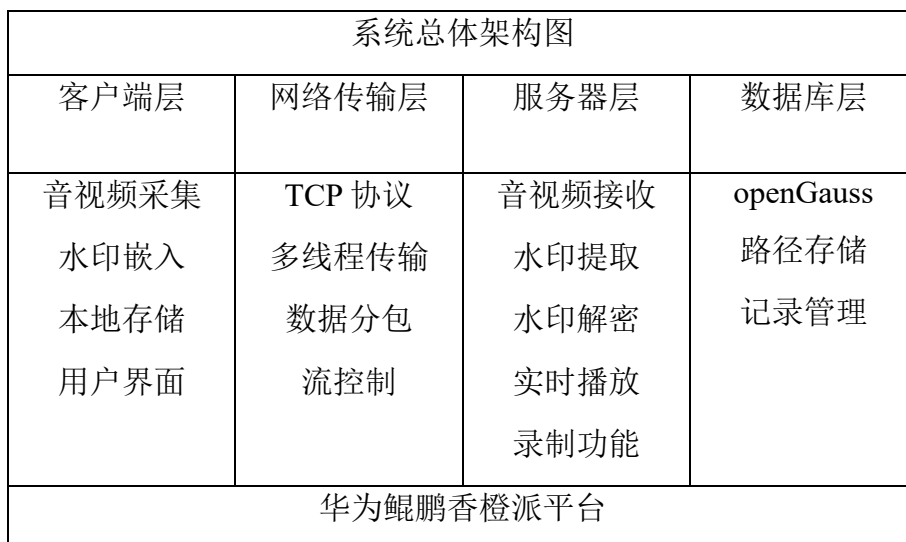 系统总体架构图
客户端层 网络传输层 服务器层 数据库层
音视频采集 TCP 协议 音视频接收 openGauss
水印嵌入 多线程传输 水印提取 路径存储
本地存储 数据分包 水印解密 记录管理
用户界面 流控制 实时播放
录制功能
华为鲲鹏香橙派平台